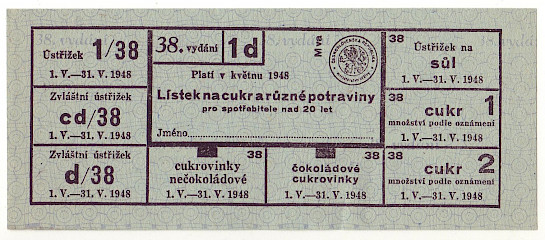 Ústřižek 1/38
1. V.—31. V. 1948
Zvláštní ústřižek
cd/38
1. V.—31. V. 1948
Zvláštní ústřižek
d/38
1. V.—31. V. 1948
38. vydání
1d
Mva
Platí v květnu 1948
Lístek na cukr a různé potraviny
pro spotřebitele nad 20 let
Jméno
38
cukrovinky
nečokoládové
1. V.—31. V. 1948
38
čokoládové
cukrovinky
1. V.—31. V. 1948
38
Ústřižek na
sůl
1. V.—31. V. 1948
38
cukr 1
množství podle oznámení
1. V.—31. V. 1948
38
cukr 2
množství podle oznámení
1. V.—31. V. 1948